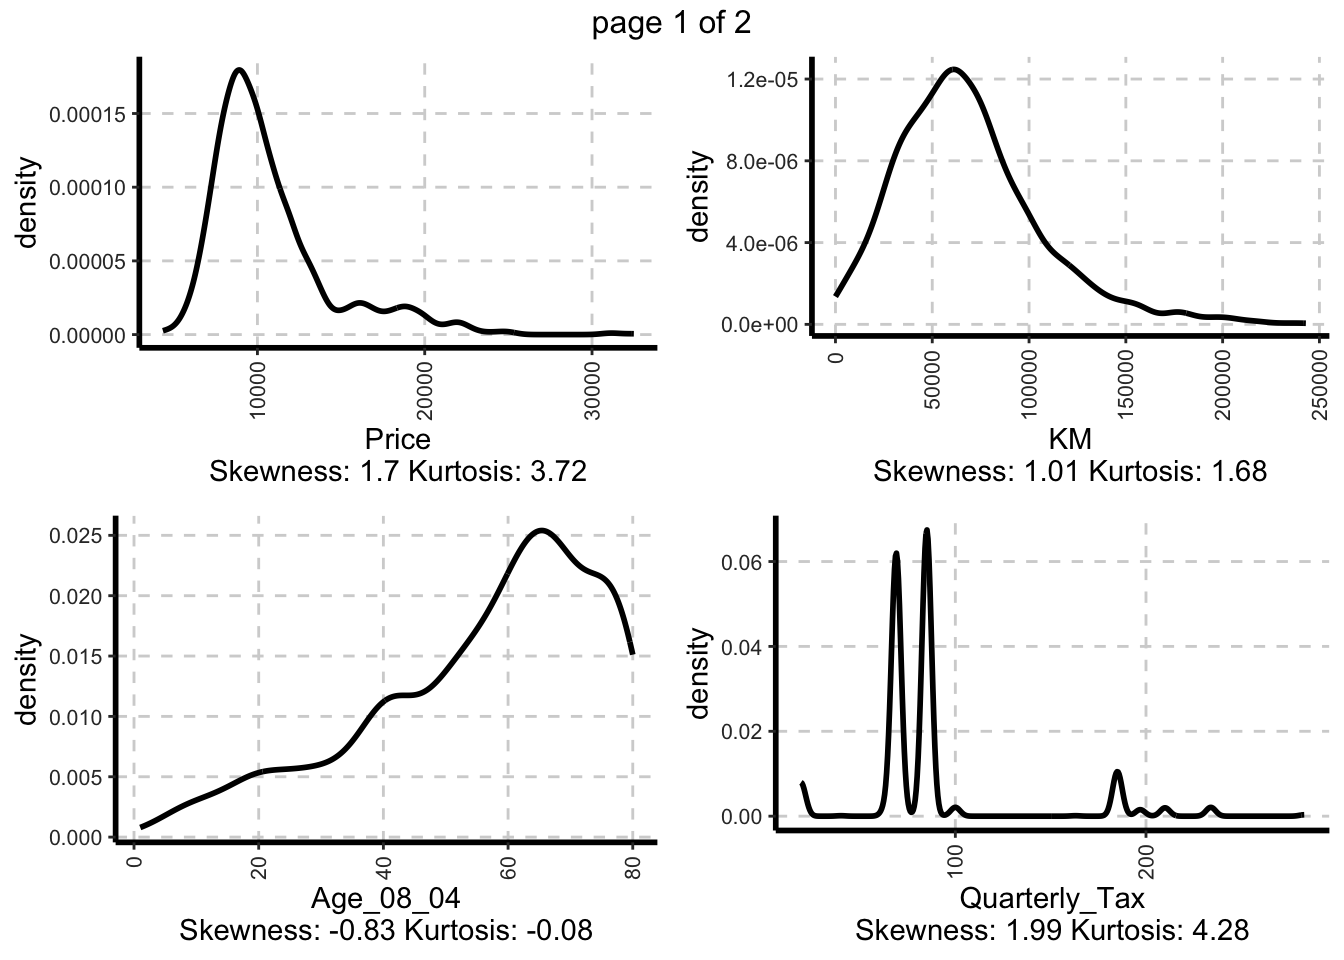 page 1 of 2
density
0.00015
0.00010
0.00005
0.00000
10000
20000
30000
Price
Skewness: 1.7 Kurtosis: 3.72
density
1.2e-05
8.0e-06
4.0e-06
0.0e+00
0
50000
100000
150000
200000
250000
KM
Skewness: 1.01 Kurtosis: 1.68
density
0.025
0.020
0.015
0.010
0.005
0.000
0
20
40
60
80
Age_08_04
Skewness: -0.83 Kurtosis: -0.08
density
0.06
0.04
0.02
0.00
100
200
Quarterly_Tax
Skewness: 1.99 Kurtosis: 4.28